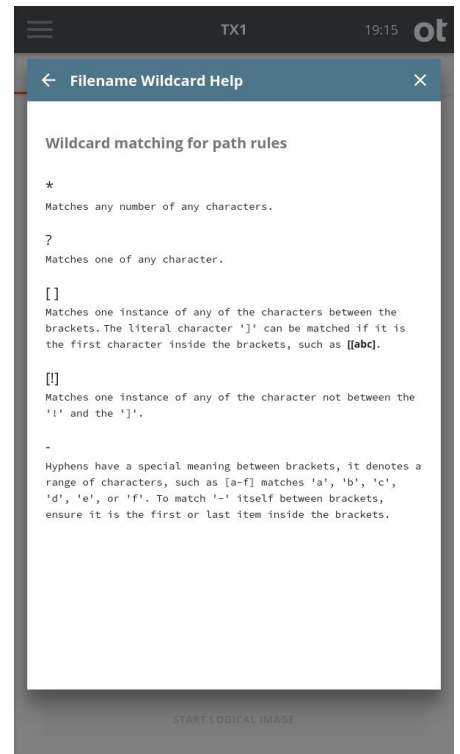 TX1 19:15 ot
Filename Wildcard Help
Wildcard matching for path rules
*
Matches any number of any characters.
?
Matches one of any character.
[ ]
Matches one instance of any of the characters between the
brackets. The literal character ']' can be matched if it is
the first character inside the brackets, such as [[abc].
[!]
Matches one instance of any of the character not between the
'!' and the ']'.
-
Hyphens have a special meaning between brackets, it denotes a
range of characters, such as [a-f] matches 'a', 'b', 'c',
'd', 'e', or 'f'. To match '-' itself between brackets,
ensure it is the first or last item inside the brackets.
START LOGICAL IMAGE